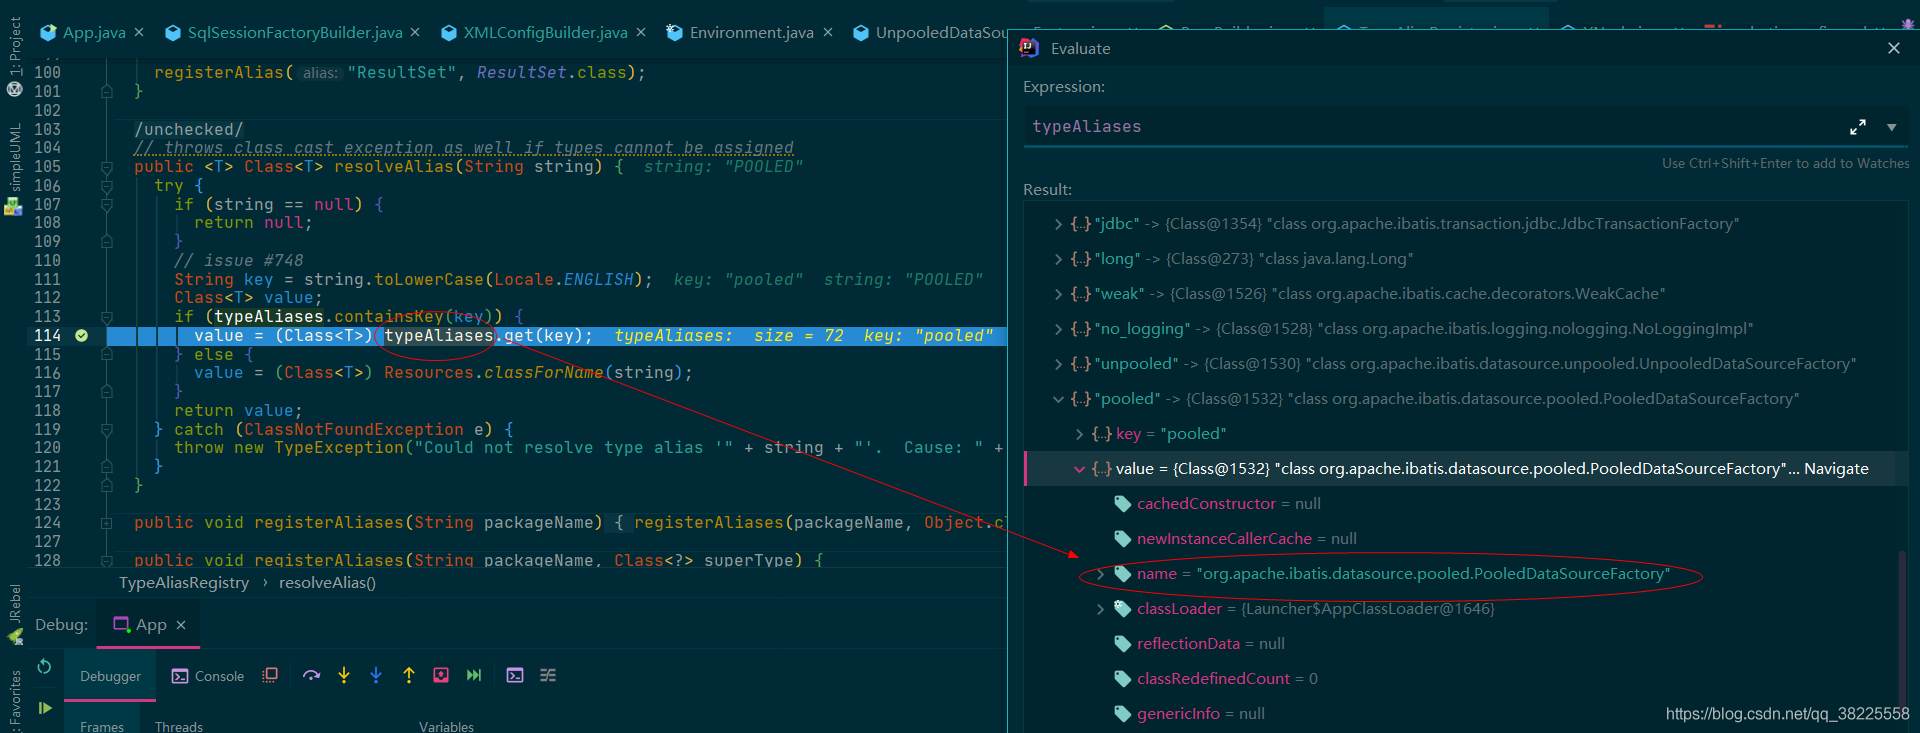 App.java
SqlSessionFactoryBuilder.java
XMLConfigBuilder.java
Environment.java
UnpooledDataSou
1: Project
simpleUML
JRebel
: Favorites
100 registerAlias( alias: "ResultSet", ResultSet.class);
101 }
102
103 /unchecked/
104 // throws class cast exception as well if types cannot be assigned
105 public <T> Class<T> resolveAlias(String string) { string: "POOLED"
106 try {
107 if (string == null) {
108 return null;
109 }
110 // issue #748
111 String key = string.toLowerCase(Locale.ENGLISH); key: "pooled" string: "POOLED"
112 Class<T> value;
113 if (typeAliases.containsKey(key)) {
114 value = (Class<T>) typeAliases.get(key); typeAliases: size = 72 key: "pooled"
115 } else {
116 value = (Class<T>) Resources.classForName(string);
117 }
118 return value;
119 } catch (ClassNotFoundException e) {
120 throw new TypeException("Could not resolve type alias '" + string + "'. Cause: " +
121 }
122 }
123
124 public void registerAliases(String packageName) { registerAliases(packageName, Object.cl
127
128 public void registerAliases(String packageName, Class<?> superType) {
TypeAliasRegistry › resolveAlias()
Debug: App
Debugger Console
Frames Threads Variables
Evaluate
Expression:
typeAliases
Use Ctrl+Shift+Enter to add to Watches
Result:
"jdbc" -> {Class@1354} "class org.apache.ibatis.transaction.jdbc.JdbcTransactionFactory"
"long" -> {Class@273} "class java.lang.Long"
"weak" -> {Class@1526} "class org.apache.ibatis.cache.decorators.WeakCache"
"no_logging" -> {Class@1528} "class org.apache.ibatis.logging.nologging.NoLoggingImpl"
"unpooled" -> {Class@1530} "class org.apache.ibatis.datasource.unpooled.UnpooledDataSourceFactory"
"pooled" -> {Class@1532} "class org.apache.ibatis.datasource.pooled.PooledDataSourceFactory"
key = "pooled"
value = {Class@1532} "class org.apache.ibatis.datasource.pooled.PooledDataSourceFactory"... Navigate
cachedConstructor = null
newInstanceCallerCache = null
name = "org.apache.ibatis.datasource.pooled.PooledDataSourceFactory"
classLoader = {Launcher$AppClassLoader@1646}
reflectionData = null
classRedefinedCount = 0
genericInfo = null
https://blog.csdn.net/qq_38225558